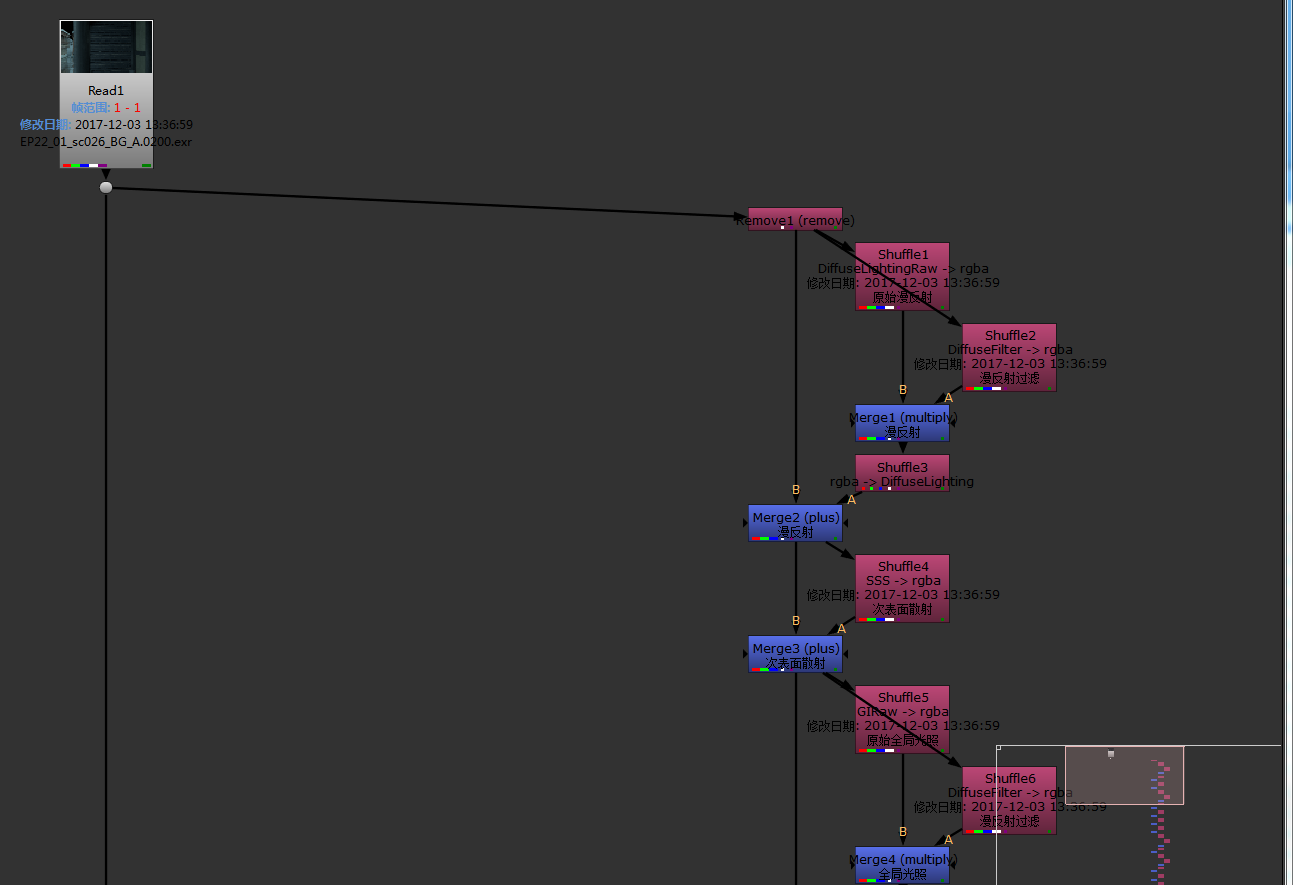 Read1
帧范围: 1 - 1
修改日期: 2017-12-03 13:36:59
EP22_01_sc026_BG_A.0200.exr
Remove1 (remove)
Shuffle1
DiffuseLightingRaw -> rgba
修改日期: 2017-12-03 13:36:59
原始漫反射
Shuffle2
DiffuseFilter -> rgba
修改日期: 2017-12-03 13:36:59
漫反射过滤
B
A
Merge1 (multiply)
漫反射
Shuffle3
rgba -> DiffuseLighting
B
A
Merge2 (plus)
漫反射
Shuffle4
SSS -> rgba
修改日期: 2017-12-03 13:36:59
次表面散射
B
A
Merge3 (plus)
次表面散射
Shuffle5
GIRaw -> rgba
修改日期: 2017-12-03 13:36:59
原始全局光照
Shuffle6
DiffuseFilter -> rgba
修改日期: 2017-12-03 13:36:59
漫反射过滤
B
A
Merge4 (multiply)
全局光照